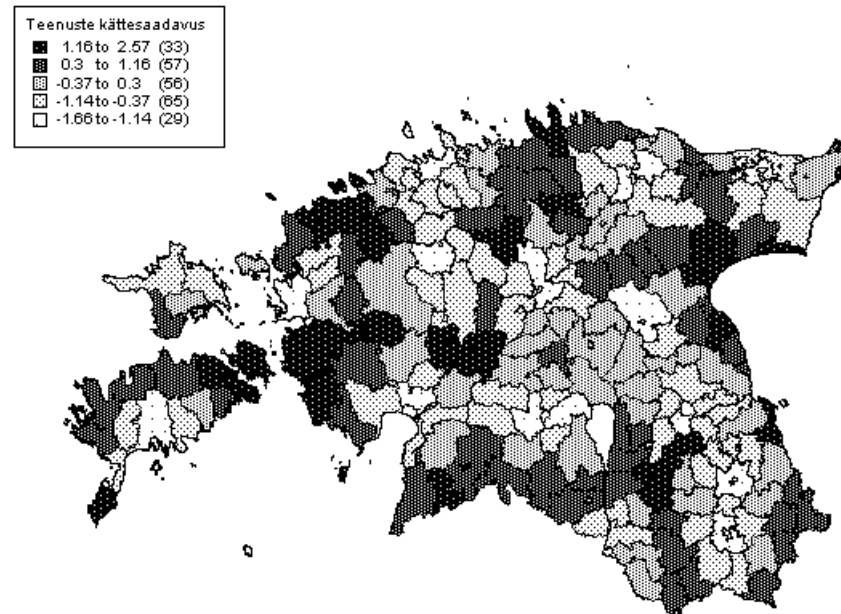 Teenuste kättesaadavus
1.16 to 2.57 (33)
0.3 to 1.16 (57)
-0.37 to 0.3 (56)
-1.14 to -0.37 (65)
-1.66 to -1.14 (29)